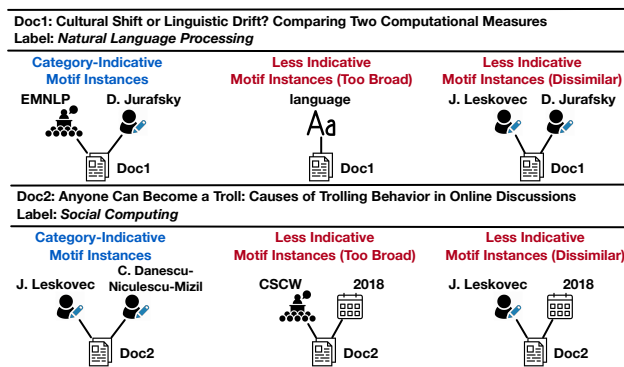 Doc1: Cultural Shift or Linguistic Drift? Comparing Two Computational Measures
Label: Natural Language Processing
Category-Indicative
Motif Instances
Less Indicative
Motif Instances (Too Broad)
Less Indicative
Motif Instances (Dissimilar)
EMNLP D. Jurafsky
language
J. Leskovec D. Jurafsky
Aa
Doc1
Doc1
Doc1
Doc2: Anyone Can Become a Troll: Causes of Trolling Behavior in Online Discussions
Label: Social Computing
Category-Indicative
Motif Instances
Less Indicative
Motif Instances (Too Broad)
Less Indicative
Motif Instances (Dissimilar)
J. Leskovec
C. Danescu-
Niculescu-Mizil
CSCW 2018
J. Leskovec 2018
Doc2
Doc2
Doc2